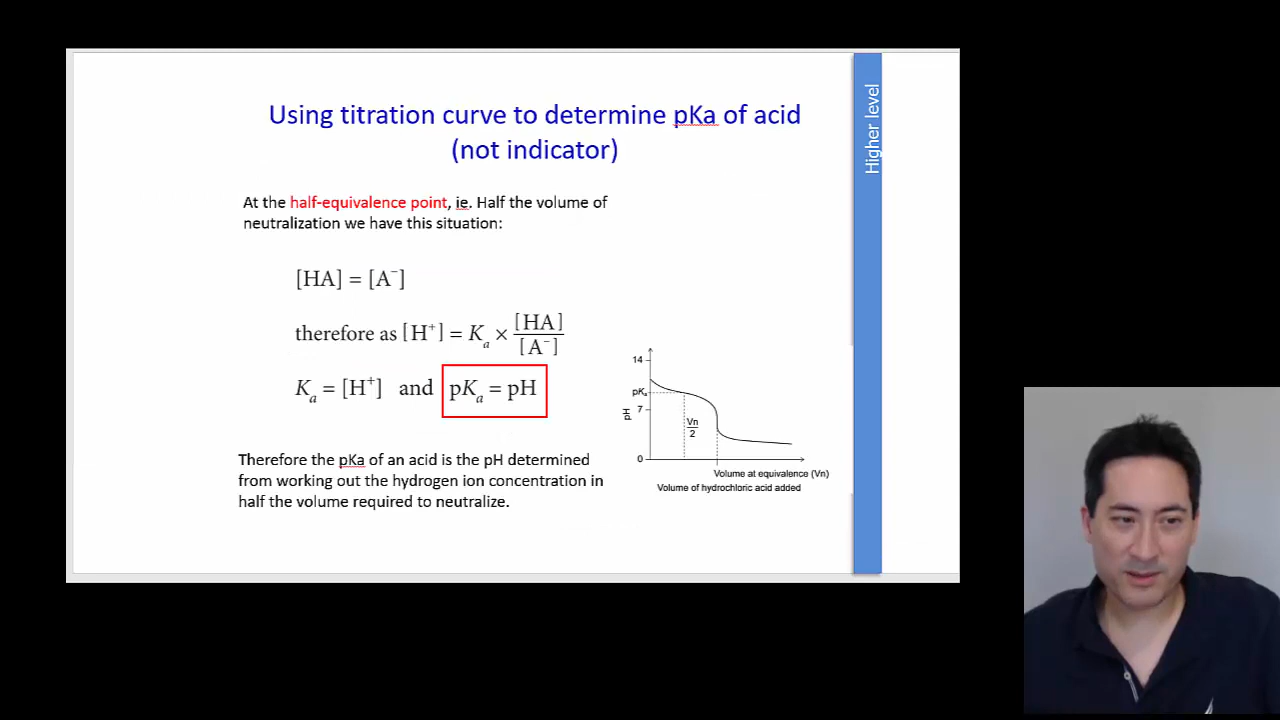 Using titration curve to determine pKa of acid
(not indicator)
Higher level
At the half-equivalence point, ie. Half the volume of
neutralization we have this situation:
[HA] = [A⁻]
therefore as [H⁺] = Kₐ × [HA] / [A⁻]
Kₐ = [H⁺] and pKₐ = pH
Therefore the pKa of an acid is the pH determined
from working out the hydrogen ion concentration in
half the volume required to neutralize.
14
pKₐ
7
pH
Vn
2
0
Volume at equivalence (Vn)
Volume of hydrochloric acid added